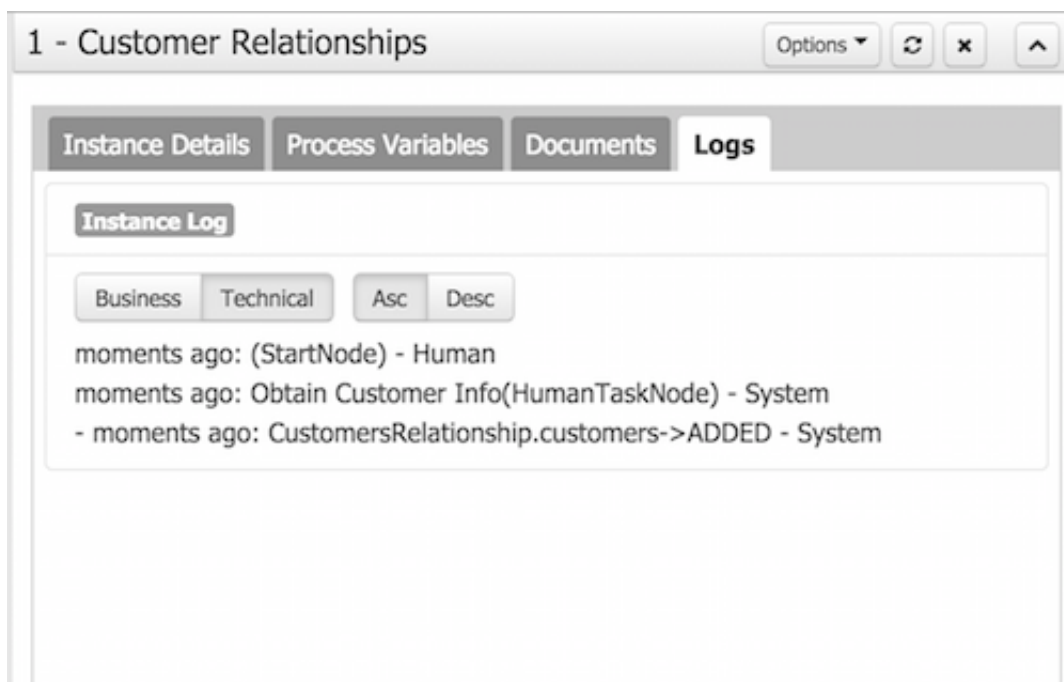 1 - Customer Relationships Options
Instance Details Process Variables Documents Logs
Instance Log
Business Technical Asc Desc
moments ago: (StartNode) - Human
moments ago: Obtain Customer Info(HumanTaskNode) - System
- moments ago: CustomersRelationship.customers->ADDED - System